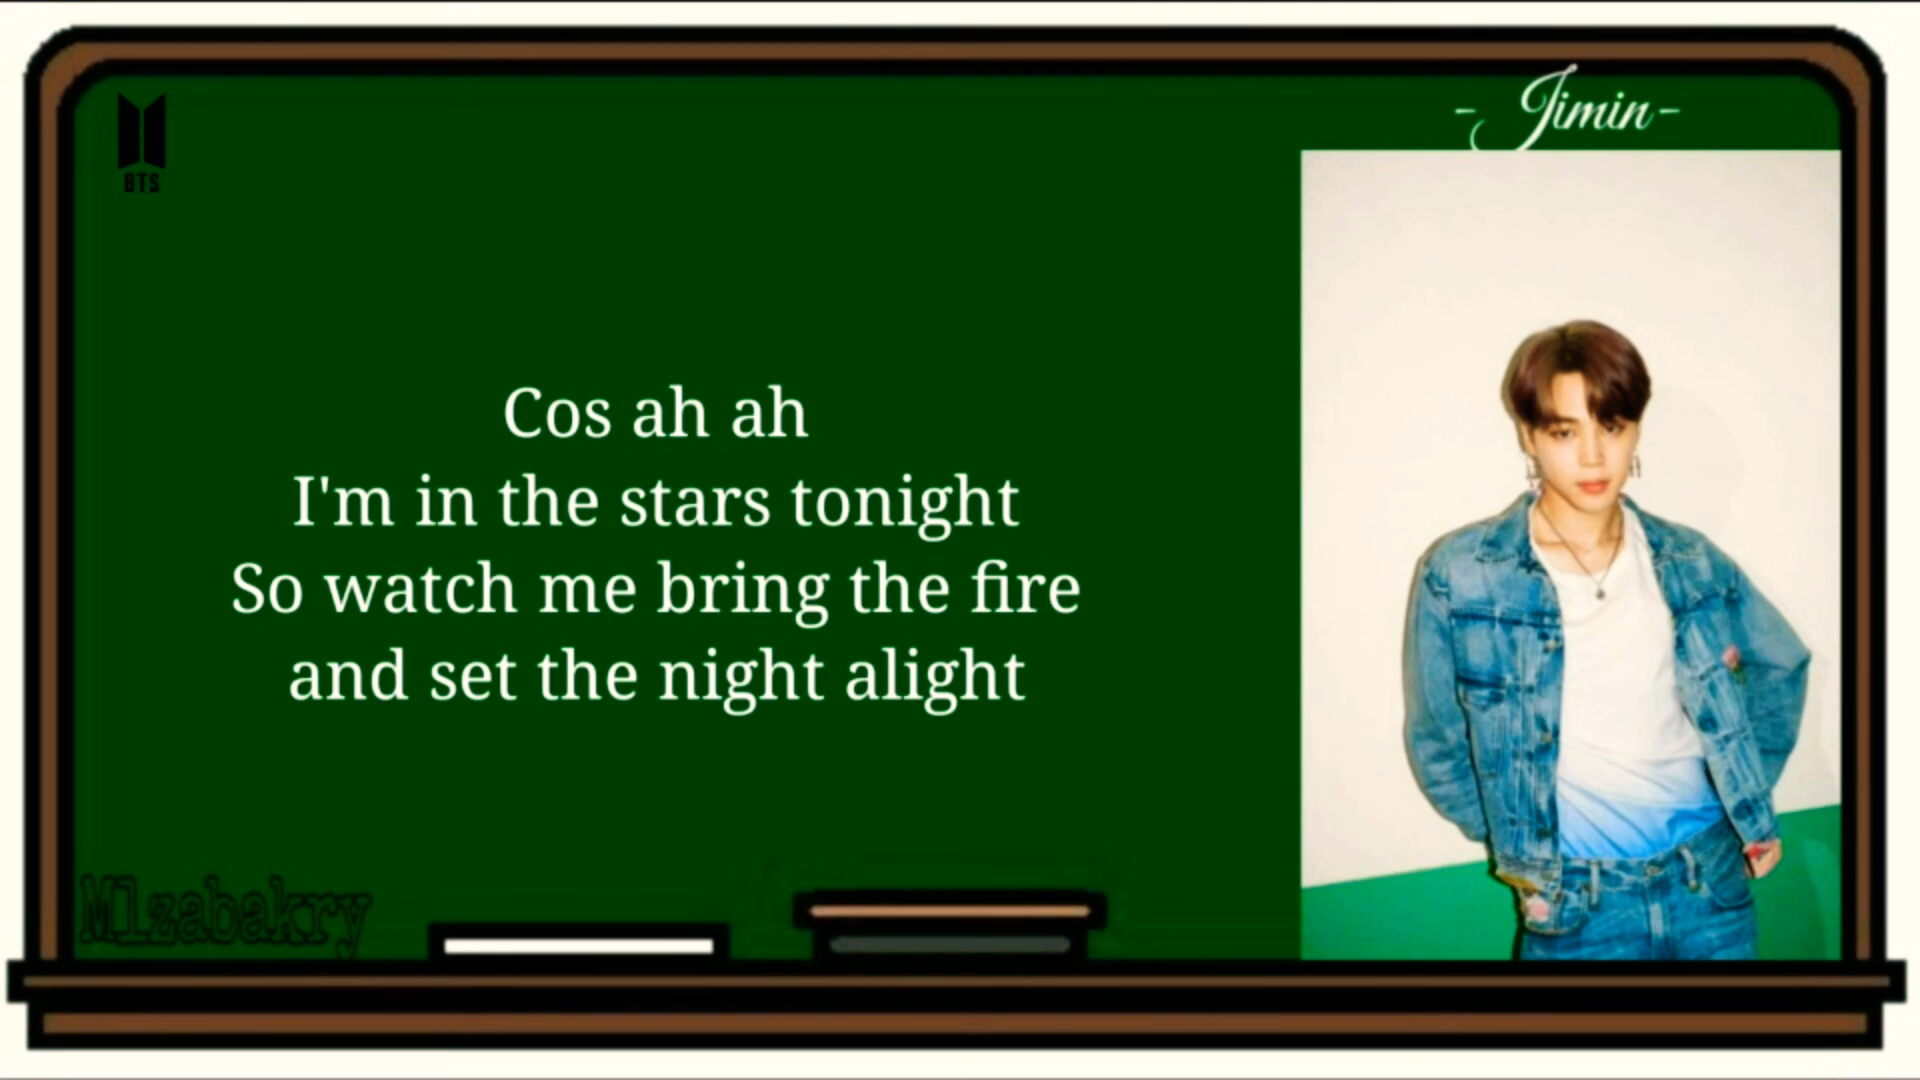 - Jimin -
BTS
Cos ah ah
I'm in the stars tonight
So watch me bring the fire
and set the night alight
M1zabakry